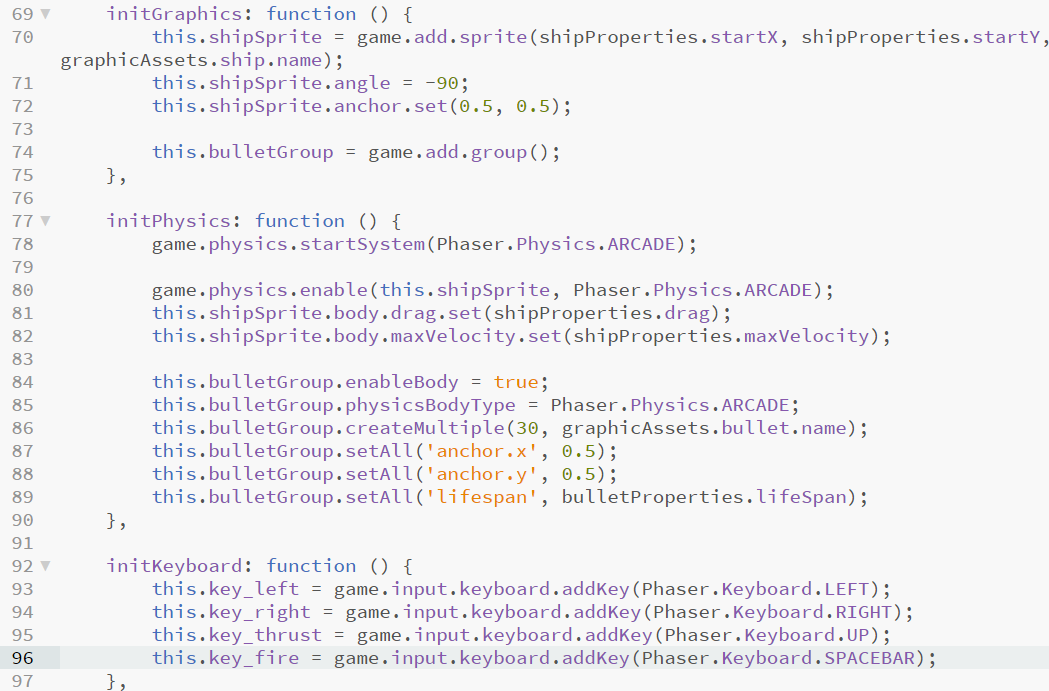 69 ▼ initGraphics: function () {
70 this.shipSprite = game.add.sprite(shipProperties.startX, shipProperties.startY,
graphicAssets.ship.name);
71 this.shipSprite.angle = -90;
72 this.shipSprite.anchor.set(0.5, 0.5);
73
74 this.bulletGroup = game.add.group();
75 },
76
77 ▼ initPhysics: function () {
78 game.physics.startSystem(Phaser.Physics.ARCADE);
79
80 game.physics.enable(this.shipSprite, Phaser.Physics.ARCADE);
81 this.shipSprite.body.drag.set(shipProperties.drag);
82 this.shipSprite.body.maxVelocity.set(shipProperties.maxVelocity);
83
84 this.bulletGroup.enableBody = true;
85 this.bulletGroup.physicsBodyType = Phaser.Physics.ARCADE;
86 this.bulletGroup.createMultiple(30, graphicAssets.bullet.name);
87 this.bulletGroup.setAll('anchor.x', 0.5);
88 this.bulletGroup.setAll('anchor.y', 0.5);
89 this.bulletGroup.setAll('lifespan', bulletProperties.lifeSpan);
90 },
91
92 ▼ initKeyboard: function () {
93 this.key_left = game.input.keyboard.addKey(Phaser.Keyboard.LEFT);
94 this.key_right = game.input.keyboard.addKey(Phaser.Keyboard.RIGHT);
95 this.key_thrust = game.input.keyboard.addKey(Phaser.Keyboard.UP);
96 this.key_fire = game.input.keyboard.addKey(Phaser.Keyboard.SPACEBAR);
97 },